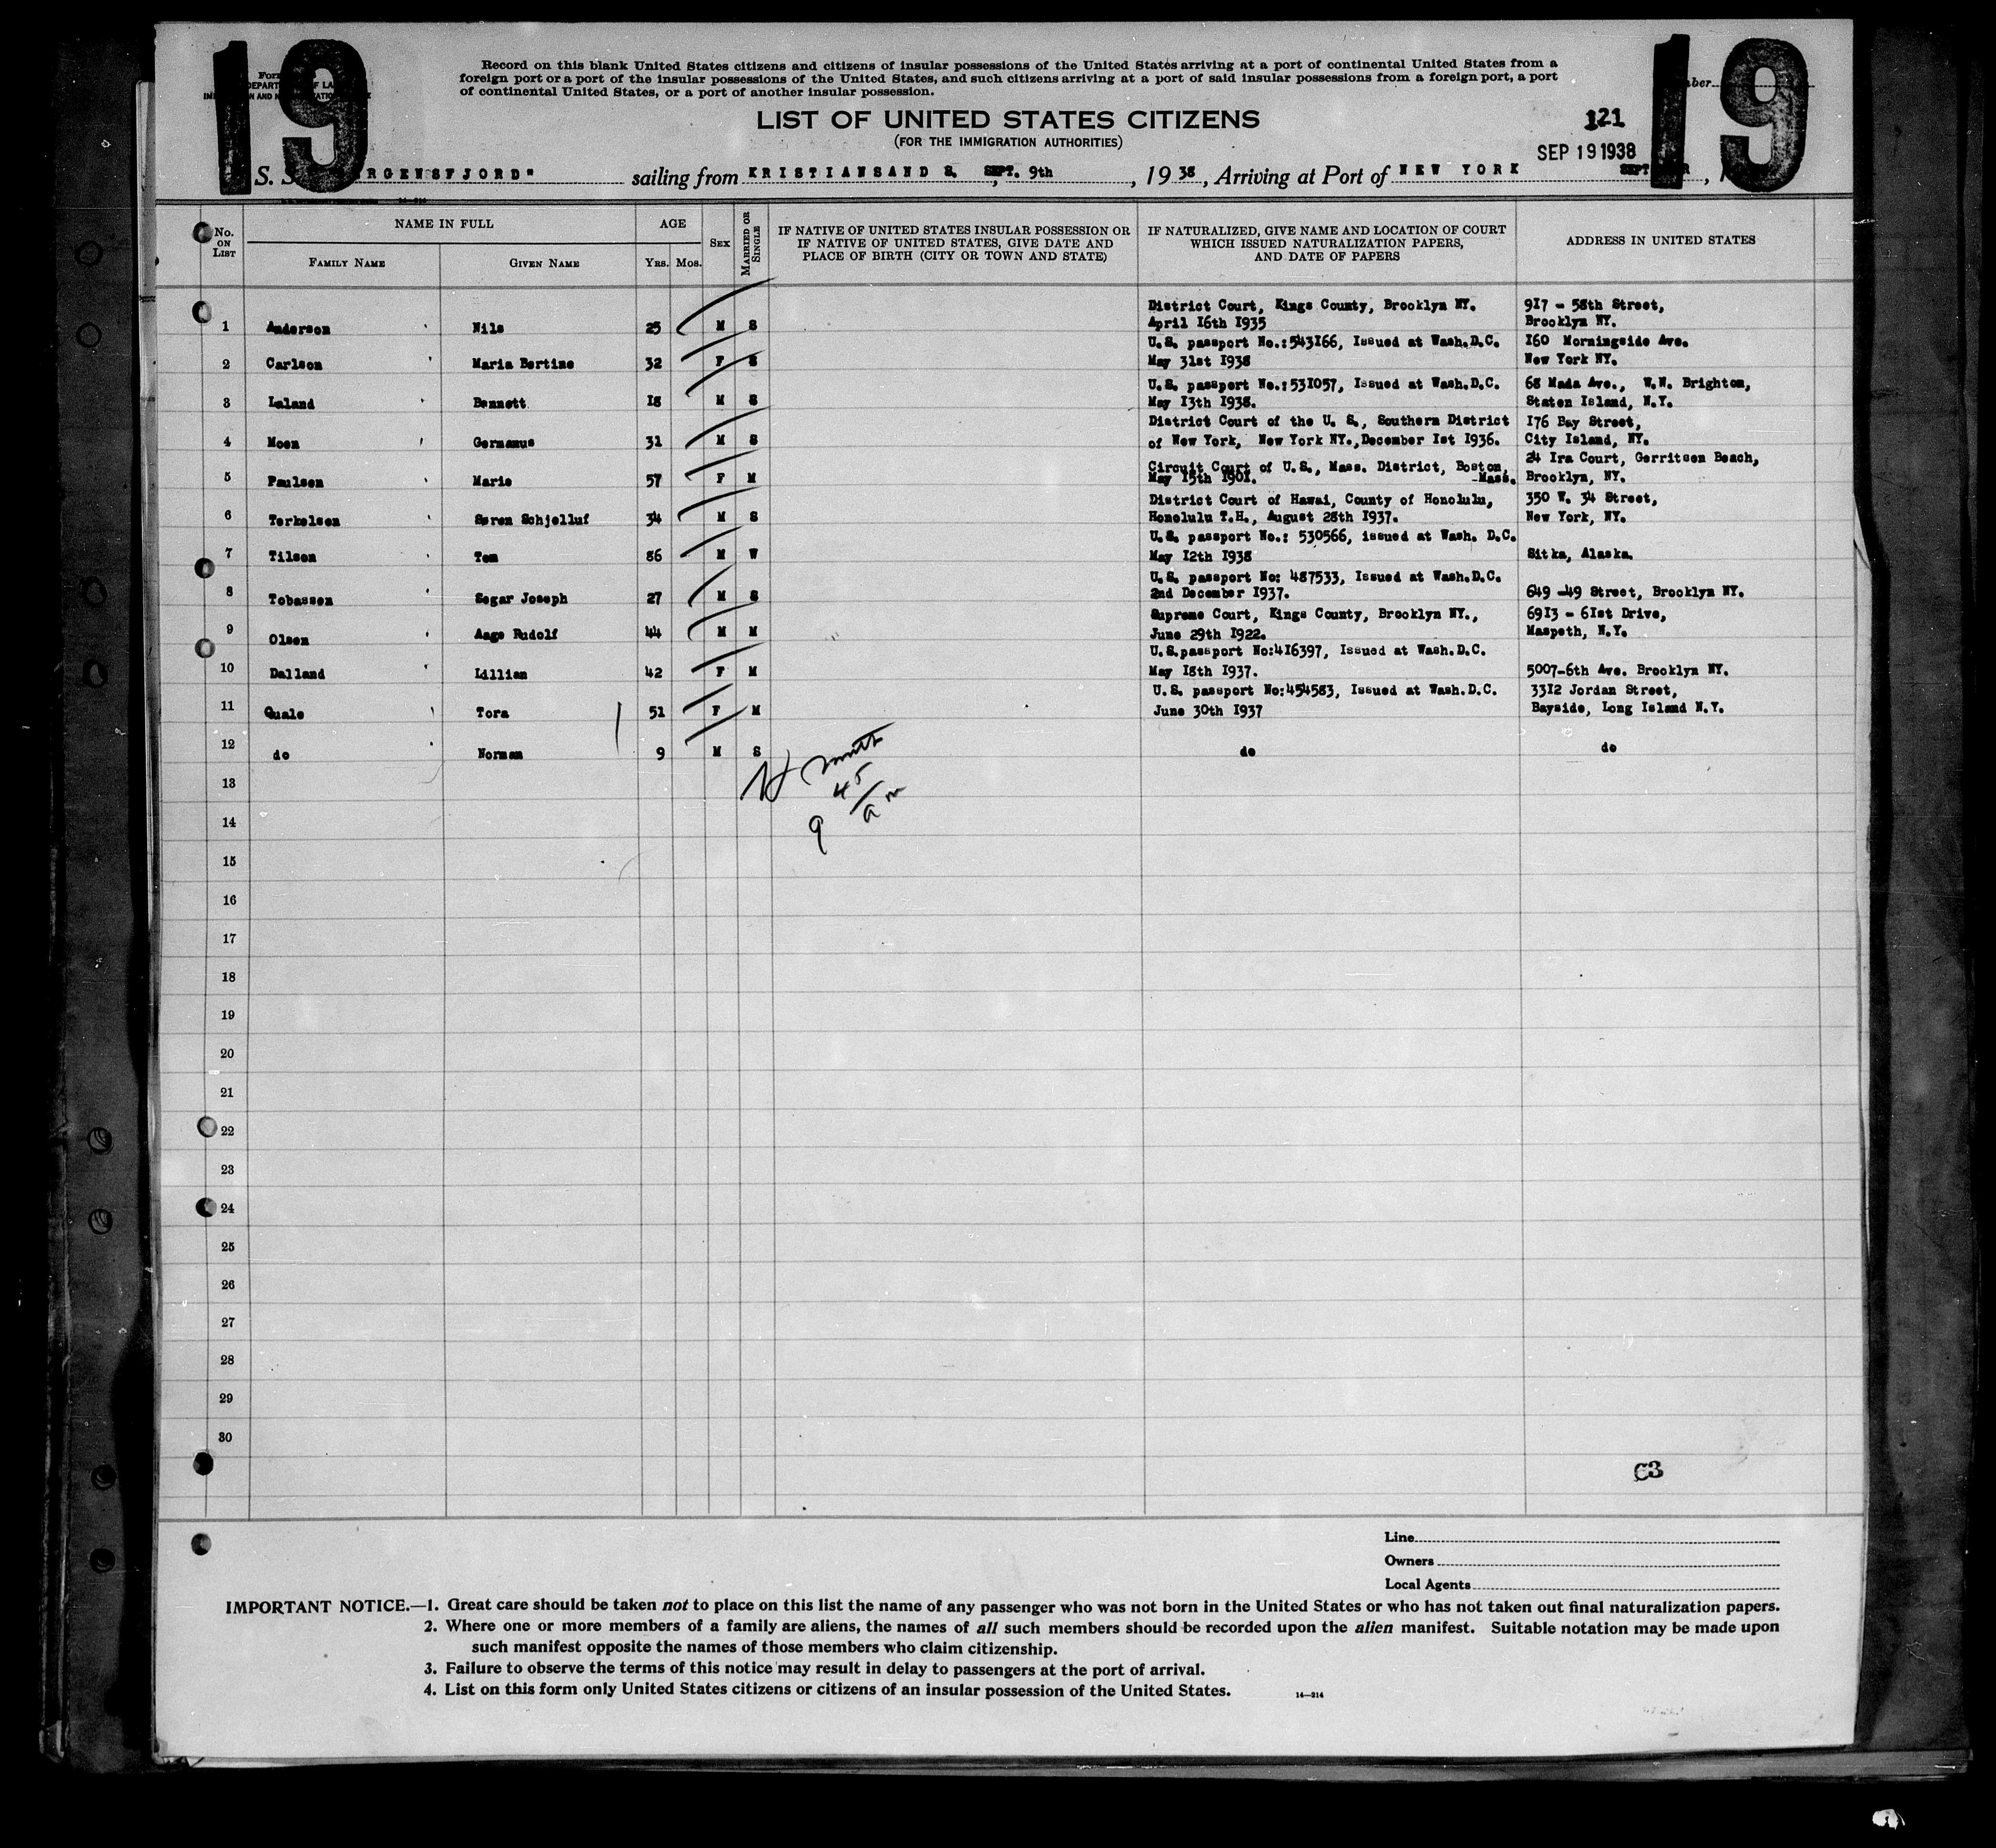 19
19
Record on this blank United States citizens and citizens of insular possessions of the United States arriving at a port of continental United States from a
foreign port or a port of the insular possessions of the United States, and such citizens arriving at a port of said insular possessions from a foreign port, a port
of continental United States, or a port of another insular possession.
LIST OF UNITED STATES CITIZENS
(FOR THE IMMIGRATION AUTHORITIES)
121
SEP 19 1938
S. S. RGENSFJORD" sailing from KRISTIANSAND S. SEPT. 9th, 1938, Arriving at Port of NEW YORK
No. ON LIST
NAME IN FULL
FAMILY NAME
GIVEN NAME
AGE
YRS. MOS.
SEX
MARRIED OR SINGLE
IF NATIVE OF UNITED STATES INSULAR POSSESSION OR
IF NATIVE OF UNITED STATES, GIVE DATE AND
PLACE OF BIRTH (CITY OR TOWN AND STATE)
IF NATURALIZED, GIVE NAME AND LOCATION OF COURT
WHICH ISSUED NATURALIZATION PAPERS,
AND DATE OF PAPERS
ADDRESS IN UNITED STATES
District Court, Kings County, Brooklyn NY. 917 - 58th Street,
1 Anderson Nils 25 M S April 16th 1935 Brooklyn NY.
U.S. passport No.:543166, Issued at Wash.D.C. 160 Morningside Ave.
2 Carlson Maria Bertine 32 F S May 31st 1938 New York NY.
U.S. passport No.:531057, Issued at Wash.D.C. 68 Mada Ave., W.N. Brighton,
3 Laland Bennett 18 M S May 13th 1938. Staten Island, N.Y.
District Court of the U. S., Southern District 176 Bay Street,
4 Moen Germanus 31 M S of New York, New York NY., December 1st 1936. City Island, NY.
Circuit Court of U.S., Mass. District, Boston, 24 Ira Court, Gerritsen Beach,
5 Paulsen Marie 57 F M May 15th 1901. -Mass. Brooklyn, NY.
District Court of Hawai, County of Honolulu, 350 W. 34 Street,
6 Terkelsen Søren Schjelluf 34 M S Honolulu T.H., August 28th 1937. New York, NY.
U.S. passport No.: 530566, issued at Wash. D.C.
7 Tilsen Tom 86 M W May 12th 1938 Sitka, Alaska.
U.S. passport No: 487533, Issued at Wash.D.C.
8 Tobassen Segar Joseph 27 M S 2nd December 1937. 649 -49 Street, Brooklyn NY.
Supreme Court, Kings County, Brooklyn NY., 6913 - 61st Drive,
9 Olsen Aage Rudolf 44 M M June 29th 1922. Maspeth, N.Y.
U.S.passport No:416397, Issued at Wash.D.C.
10 Dalland Lillian 42 F M May 18th 1937. 5007-6th Ave. Brooklyn NY.
U.S. passport No:454583, Issued at Wash.D.C. 3312 Jordan Street,
11 Quale Tora 51 F M June 30th 1937 Bayside, Long Island N.Y.
12 do Norman 9 M S do do
13
9 45/am
14
15
16
17
18
19
20
21
22
23
24
25
26
27
28
29
30
C3
Line
Owners
Local Agents
IMPORTANT NOTICE.—1. Great care should be taken not to place on this list the name of any passenger who was not born in the United States or who has not taken out final naturalization papers.
2. Where one or more members of a family are aliens, the names of all such members should be recorded upon the alien manifest. Suitable notation may be made upon
such manifest opposite the names of those members who claim citizenship.
3. Failure to observe the terms of this notice may result in delay to passengers at the port of arrival.
4. List on this form only United States citizens or citizens of an insular possession of the United States.
14—214